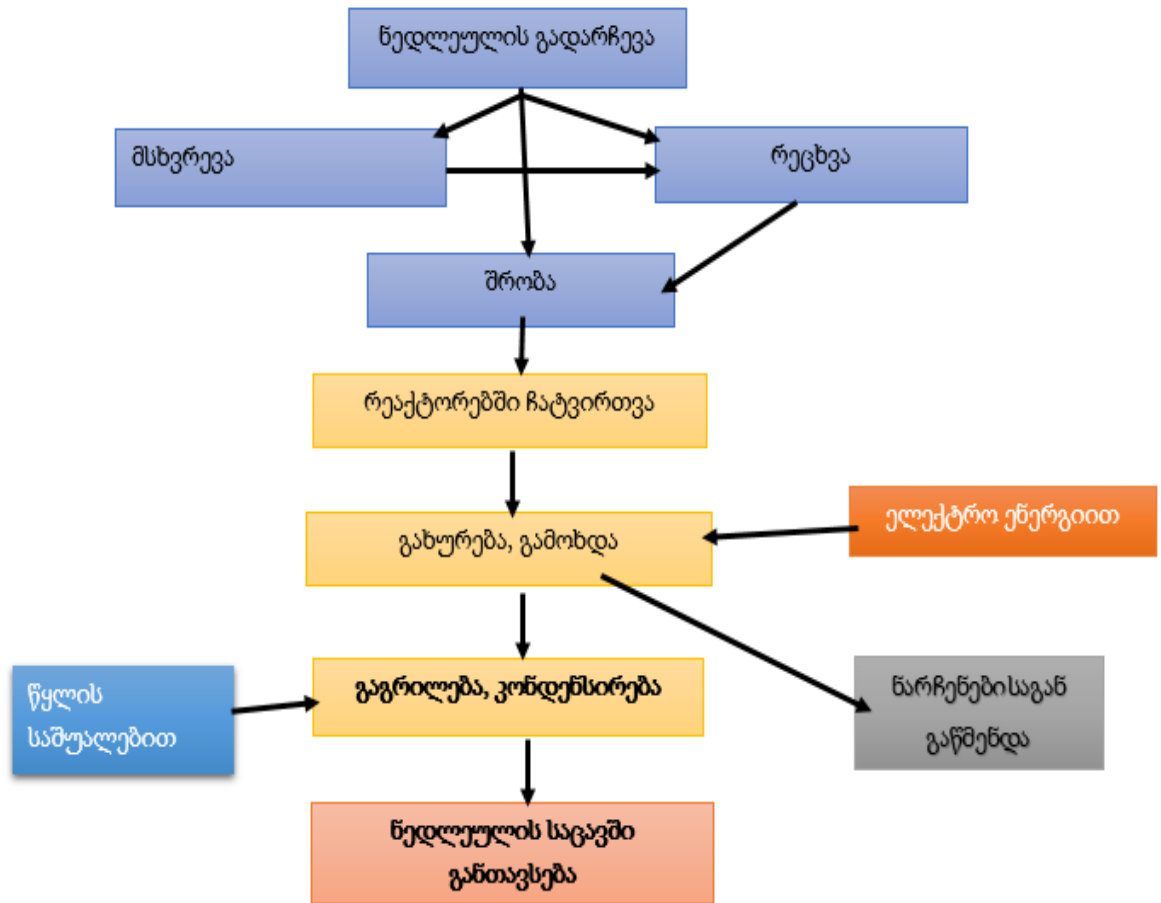 ნედლეულის გადარჩევა
მსხვრევა
რეცხვა
შრობა
რეაქტორებში ჩატვირთვა
გახურება, გამოხდა
ელექტრო ენერგიით
წყლის
საშუალებით
გაგრილება, კონდენსირება
ნარჩენებისაგან
გაწმენდა
ნედლეულის საცავში
განთავსება